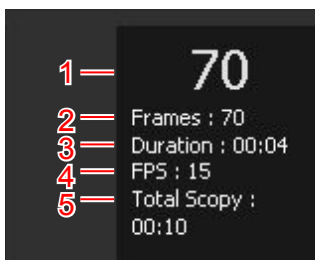 1 70
2 Frames : 70
3 Duration : 00:04
4 FPS : 15
5 Total Scopy :
00:10